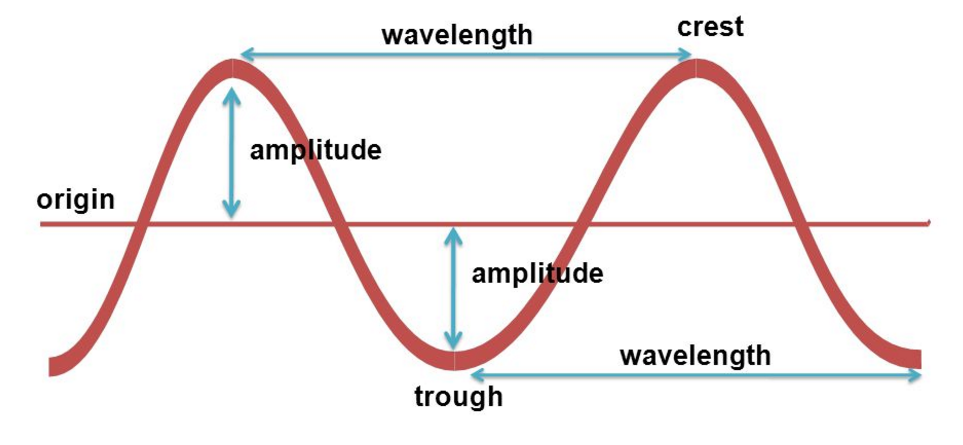 crest
wavelength
amplitude
origin
amplitude
wavelength
trough